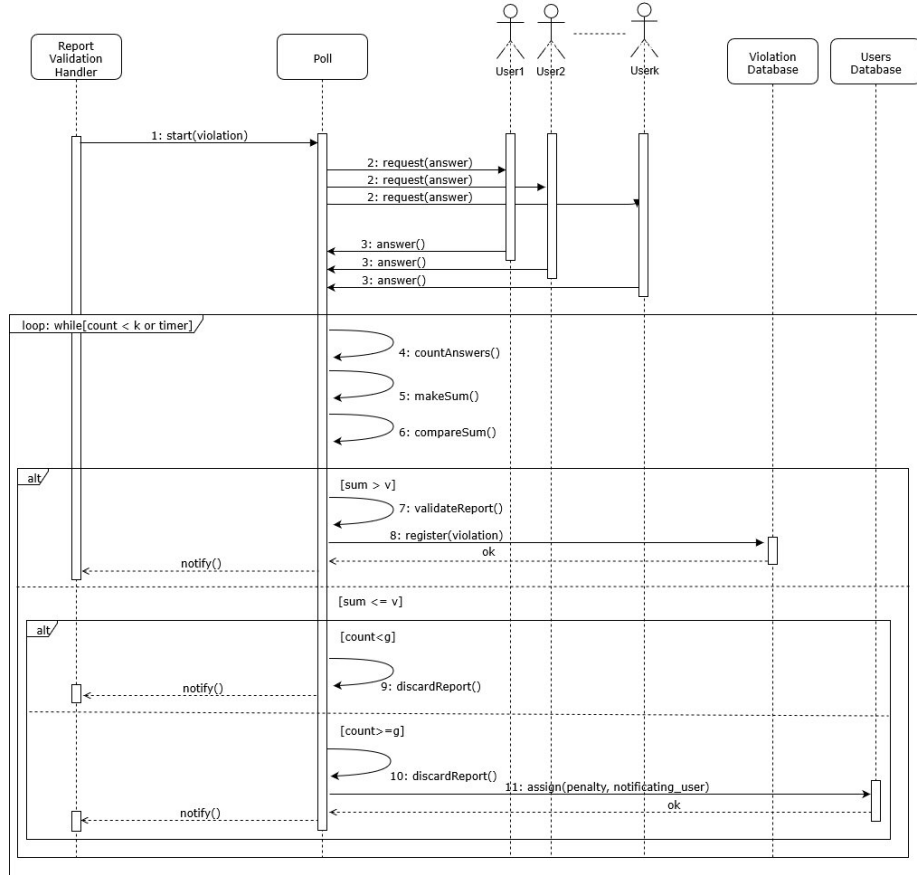 Report
Validation
Handler
Poll
User1
User2
Userk
Violation
Database
Users
Database
1: start(violation)
2: request(answer)
2: request(answer)
2: request(answer)
3: answer()
3: answer()
3: answer()
loop: while[count < k or timer]
4: countAnswers()
5: makeSum()
6: compareSum()
alt
[sum > v]
7: validateReport()
8: register(violation)
ok
notify()
[sum <= v]
alt
[count<g]
9: discardReport()
notify()
[count>=g]
10: discardReport()
11: assign(penalty, notificating_user)
ok
notify()